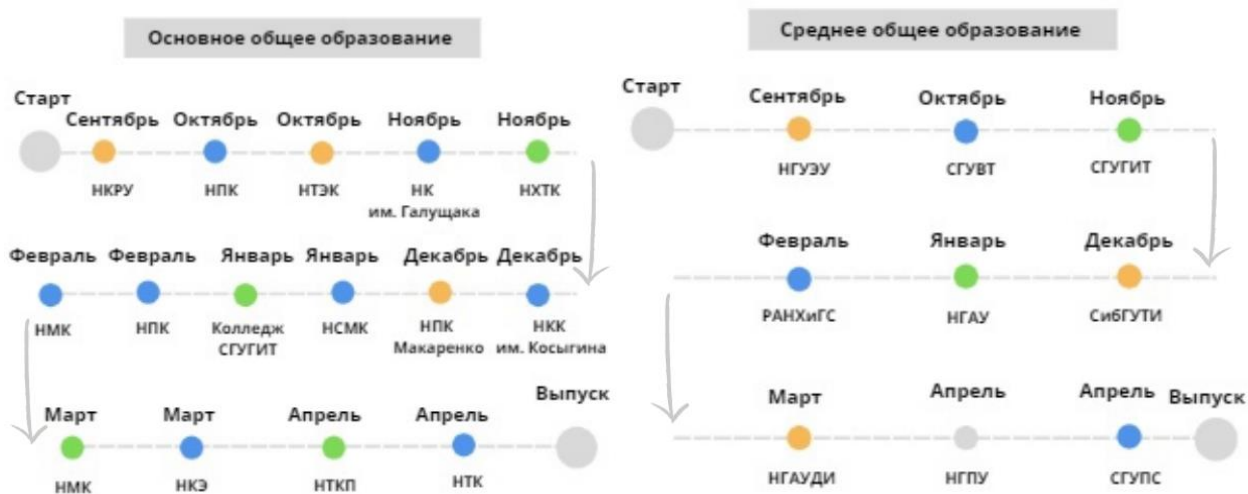 Основное общее образование
Старт
Сентябрь Октябрь Октябрь Ноябрь Ноябрь
НКРУ НПК НТЭК НК им. Галущака НХТК
Февраль Февраль Январь Январь Декабрь Декабрь
НМК НПК Колледж СГУГИТ НСМК НПК Макаренко НКК им. Косыгина
Выпуск
Март Март Апрель Апрель
НМК НКЭ НТКП НТК
Среднее общее образование
Старт
Сентябрь Октябрь Ноябрь
НГУЭУ СГУВТ СГУГИТ
Февраль Январь Декабрь
РАНХиГС НГАУ СибГУТИ
Март Апрель Апрель Выпуск
НГАУДИ НГПУ СГУПС